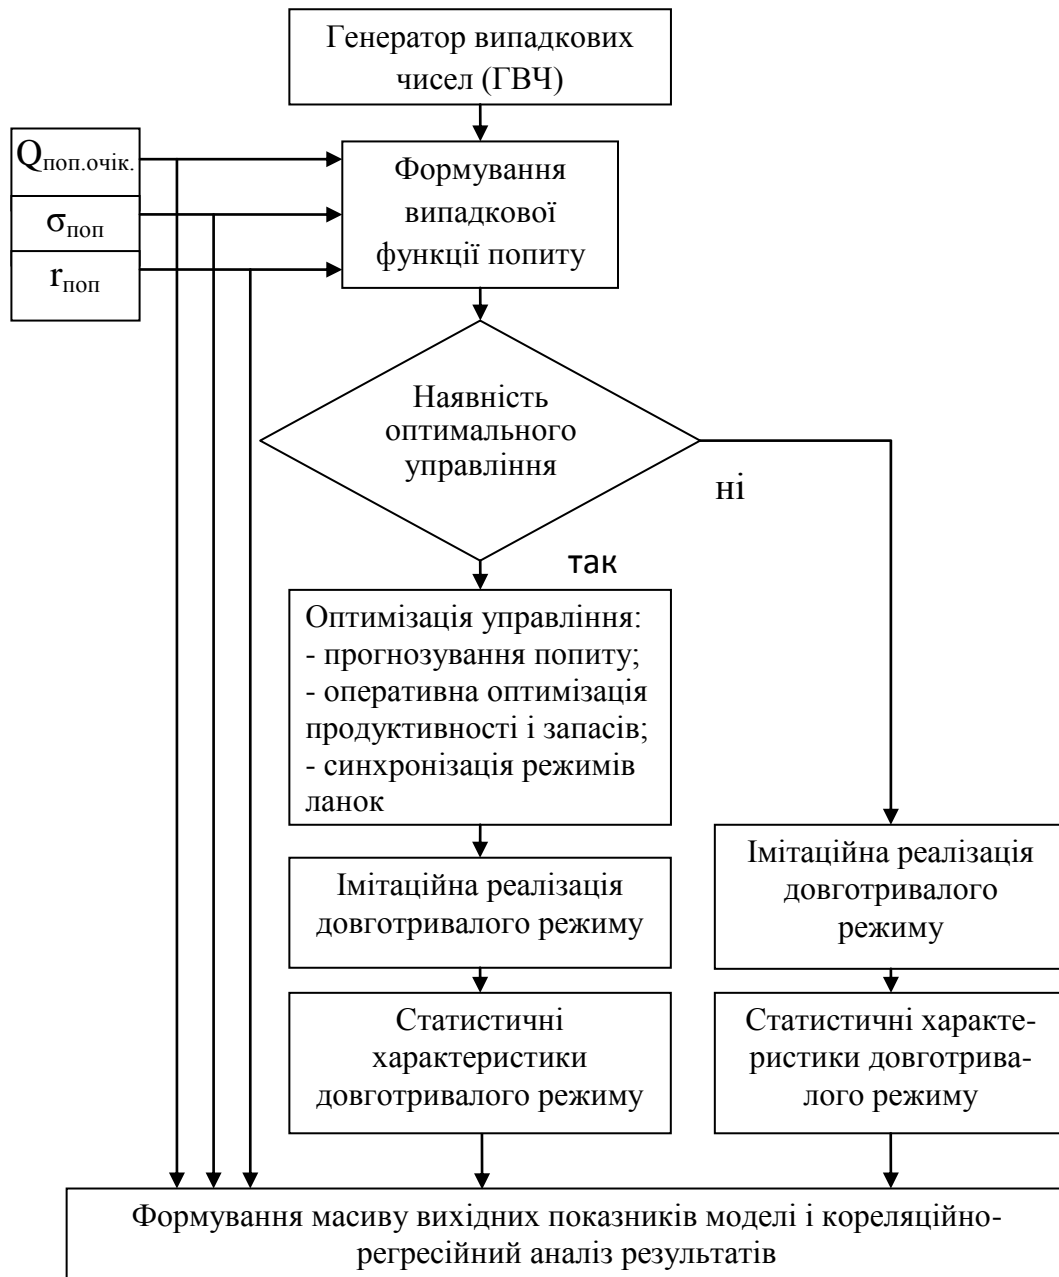 Генератор випадкових
чисел (ГВЧ)
Qпоп.очік.
σпоп
rпоп
Формування
випадкової
функції попиту
Наявність
оптимального
управління
ні
так
Оптимізація управління:
- прогнозування попиту;
- оперативна оптимізація
продуктивності і запасів;
- синхронізація режимів
ланок
Імітаційна реалізація
довготривалого режиму
Імітаційна реалізація
довготривалого
режиму
Статистичні
характеристики
довготривалого режиму
Статистичні характе-
ристики довготрива-
лого режиму
Формування масиву вихідних показників моделі і кореляційно-
регресійний аналіз результатів